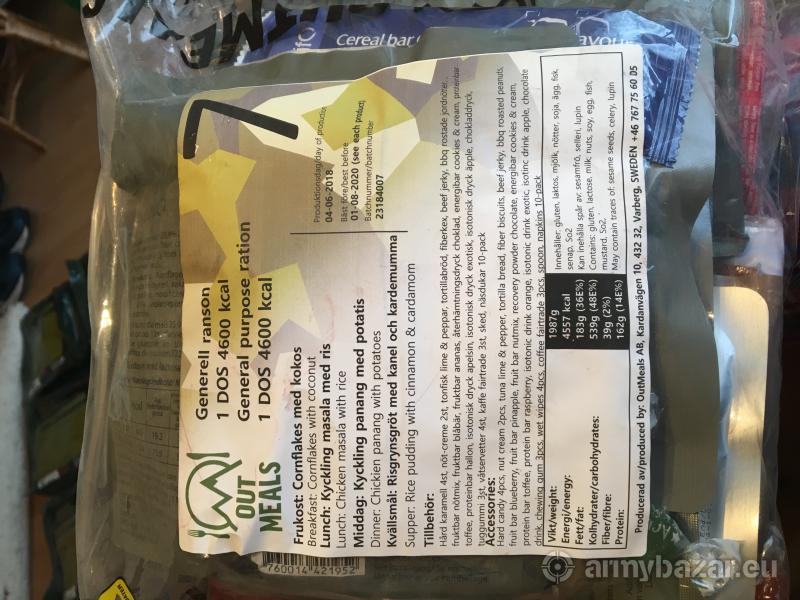 Cereal bar
7
OUT
MEALS
Generell ranson
1 DOS 4600 kcal
General purpose ration
1 DOS 4600 kcal
Produktionsdag/day of production
04-06-2018
Bäst före/best before
01-08-2020 (see each product)
Batchnummer/batchnumber
23184007
Frukost: Cornflakes med kokos
Breakfast: Cornflakes with coconut
Lunch: Kyckling masala med ris
Lunch: Chicken masala with rice
Middag: Kyckling panang med potatis
Dinner: Chickien panang with potatoes
Kvällsmål: Risgrynsgröt med kanel och kardemumma
Supper: Rice pudding with cinnamon & cardamom
Tillbehör:
Hård karamell 4st, nöt-creme 2st, tonfisk lime & peppar, tortillabröd, fiberkex, beef jerky, bbq rostade jordnötter,
fruktbar nötmix, fruktbar blåbär, fruktbar ananas, återhämtningsdryck choklad, energibar cookies & cream, proteinbar
toffee, proteinbar hallon, isotonisk dryck apelsin, isotonisk dryck exotisk, isotonisk dryck äpple, chokladdryck,
tuggummi 3st, våtservetter 4st, kaffe fairtrade 3st, sked, näsdukar 10-pack
Accessories:
Hard candy 4pcs, nut cream 2pcs, tuna lime & pepper, tortilla bread, fiber biscuits, beef jerky, bbq roasted peanuts,
fruit bar blueberry, fruit bar pinapple, fruit bar nutmix, recovery powder chocolate, energibar cookies & cream,
protein bar toffee, protein bar raspberry, isotonic drink orange, isotonic drink exotic, isotinc drink apple, chocolate
drink, chewing gum 3pcs, wet wipes 4pcs, coffee fairtrade 3pcs, spoon, napkins 10-pack
Vikt/weight: 1987g
Energi/energy: 4557 kcal
Fett/fat: 183g (36E%)
Kolhydrater/carbohydrates: 539g (48E%)
Fiber/fibre: 39g (2%)
Protein: 162g (14E%)
Innehåller: gluten, laktos, mjölk, nötter, soja, ägg, fisk,
senap, So2
Kan inehålla spår av: sesamfrö, selleri, lupin
Contains: gluten, lactose, milk, nuts, soy, egg, fish,
mustard, So2,
May contain traces of: sesame seeds, celery, lupin
Producerad av/produced by: OutMeals AB, Kardanvägen 10, 432 32, Varberg, SWEDEN +46 767 75 60 05
760014 421952
armybazar.eu